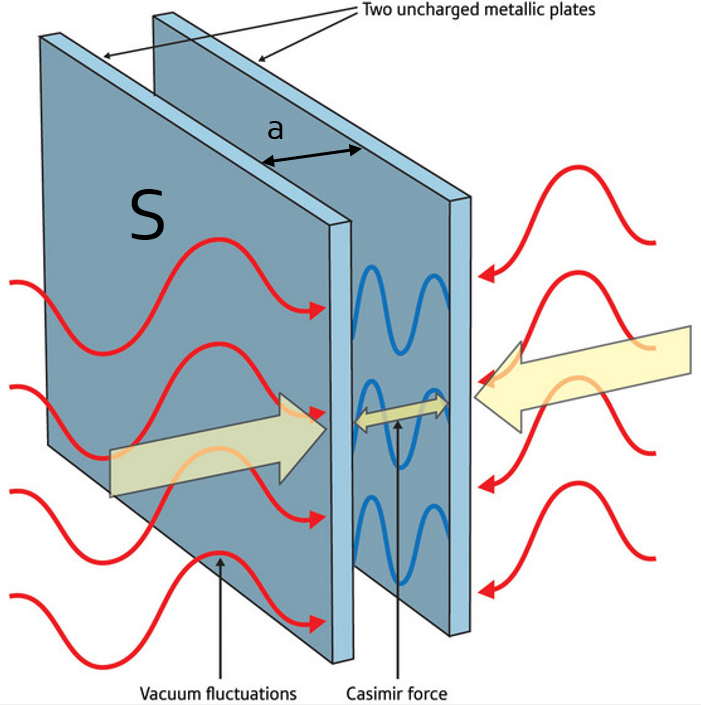 Two uncharged metallic plates
a
S
Vacuum fluctuations
Casimir force